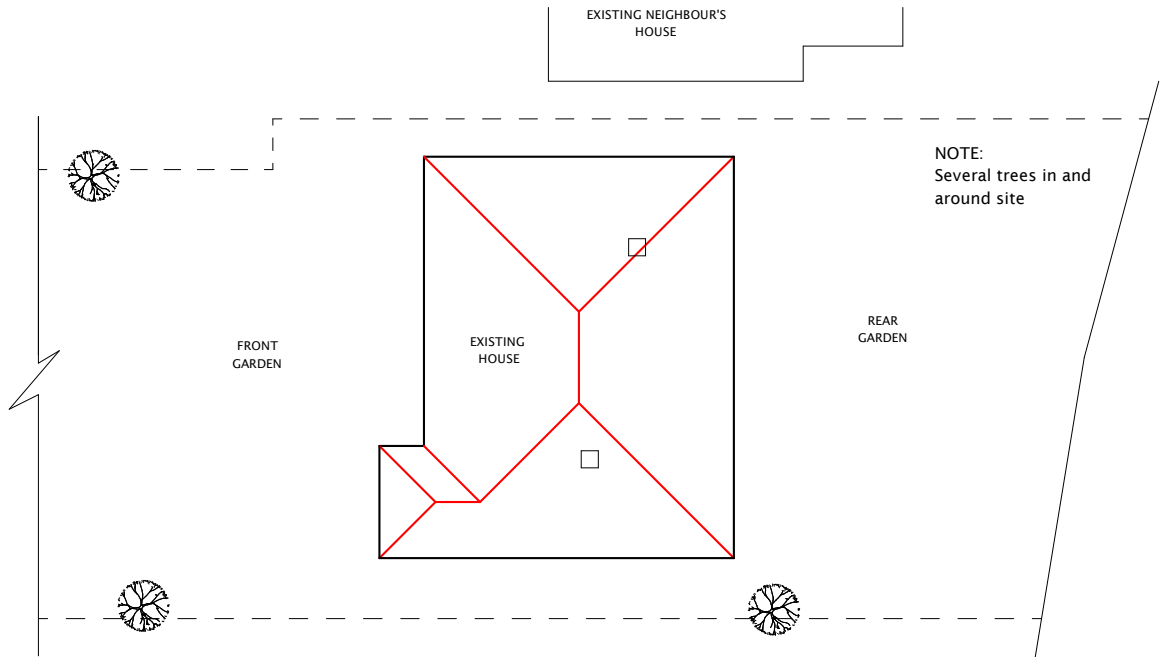 EXISTING NEIGHBOUR'S
HOUSE
NOTE:
Several trees in and
around site
FRONT
GARDEN
EXISTING
HOUSE
REAR
GARDEN